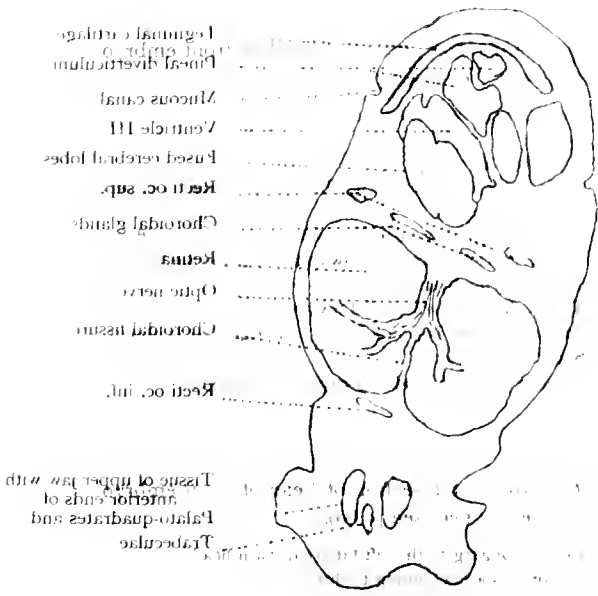 cartilage
Pineal diverticulum
Mucous canal
Ventricle III
Fused cerebral lobes
Recti oc. sup.
Choroidal glands
Retina
Optic nerve
Choroidal fissure
Recti oc. inf.
Tissue of upper jaw with
anterior ends of
Palato-quadrates and
Trabeculae